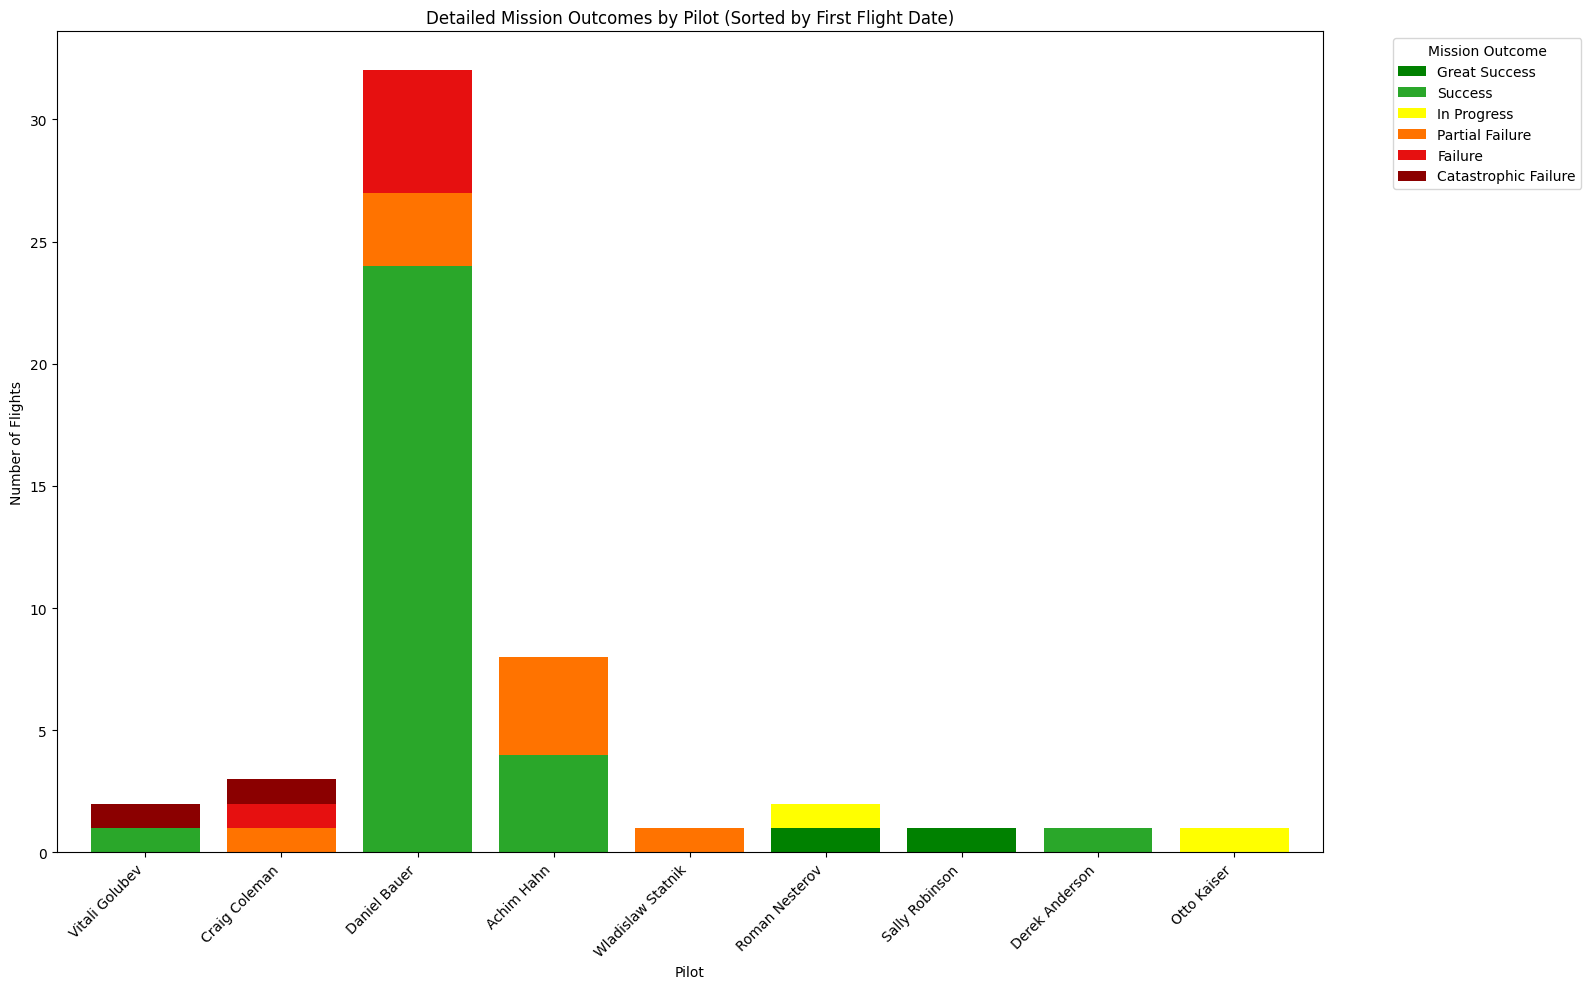 Detailed Mission Outcomes by Pilot (Sorted by First Flight Date)
Mission Outcome
Great Success
Success
In Progress
Partial Failure
Failure
Catastrophic Failure
Number of Flights
30
25
20
15
10
5
0
Vitali Golubev
Craig Coleman
Daniel Bauer
Achim Hahn
Wladislaw Statnik
Roman Nesterov
Sally Robinson
Derek Anderson
Otto Kaiser
Pilot